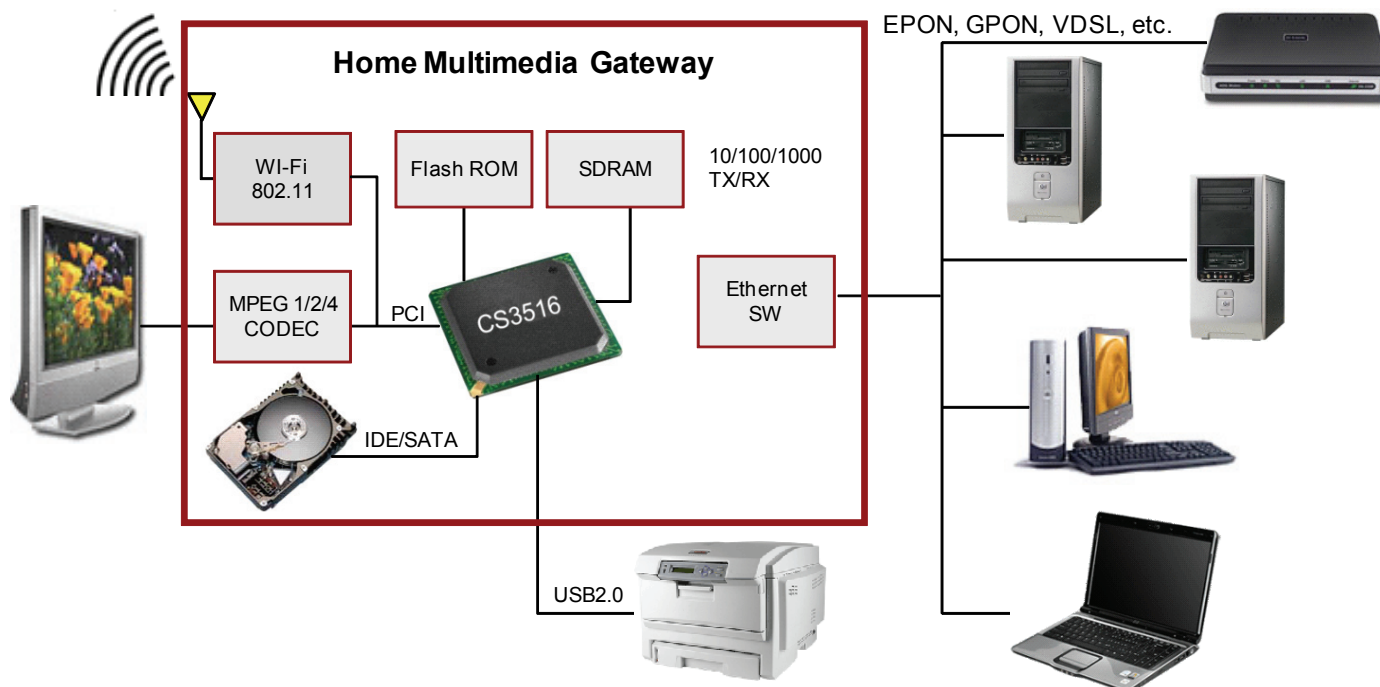 EPON, GPON, VDSL, etc.
Home Multimedia Gateway
WI-Fi
802.11
Flash ROM
SDRAM
10/100/1000
TX/RX
MPEG 1/2/4
CODEC
PCI
CS3516
Ethernet
SW
IDE/SATA
USB2.0